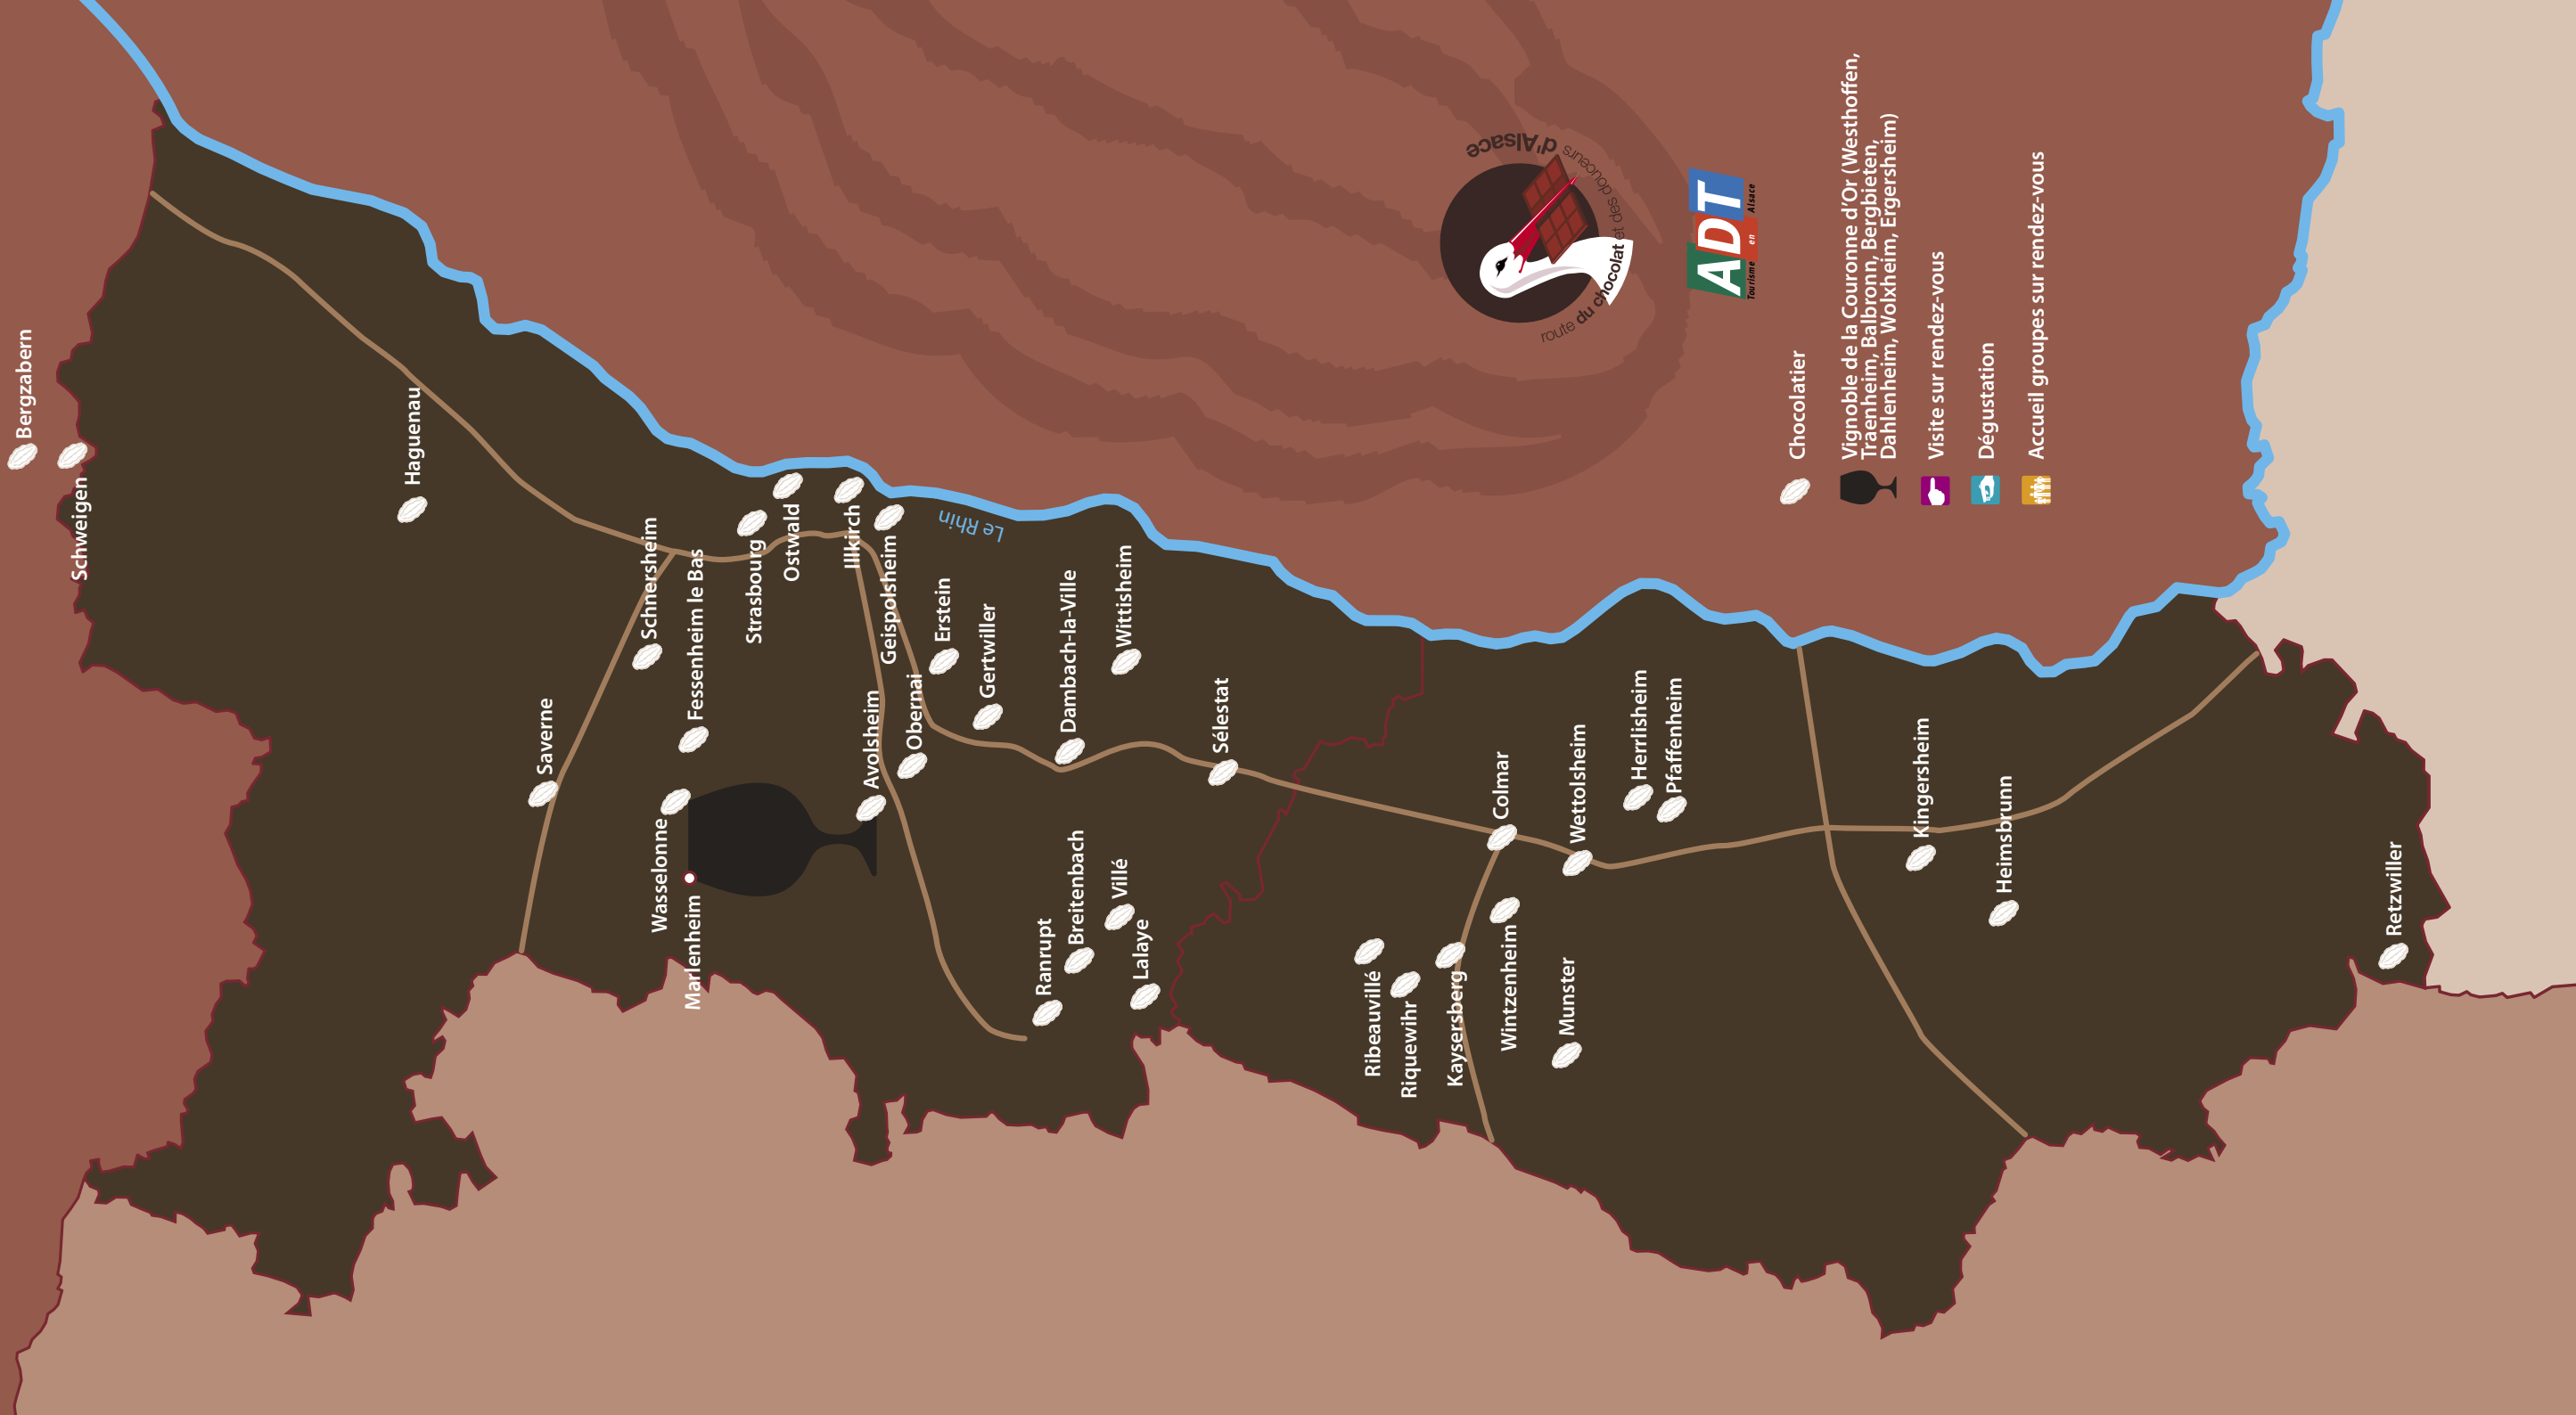 Bergzabern
Schweigen
Haguenau
Saverne
Schnersheim
Fessenheim le Bas
Wasselonne
Marlenheim
Strasbourg
Ostwald
Illkirch
Geispolsheim
Avolsheim
Obernai
Erstein
Gertwiller
Le Rhin
Dambach-la-Ville
Wittisheim
Ranrupt
Breitenbach
Villé
Lalaye
Sélestat
Ribeauvillé
Riquewihr
Kaysersberg
Colmar
Wintzenheim
Munster
Wettolsheim
Herrlisheim
Pfaffenheim
Kingersheim
Heimsbrunn
Retzwiller
route du chocolat et des douceurs
d'Alsace
ADT
Tourisme en Alsace
Chocolatier
Vignoble de la Couronne d'Or (Westhoffen,
Traenheim, Balbronn, Bergbieten,
Dahlenheim, Wolxheim, Ergersheim)
Visite sur rendez-vous
Dégustation
Accueil groupes sur rendez-vous